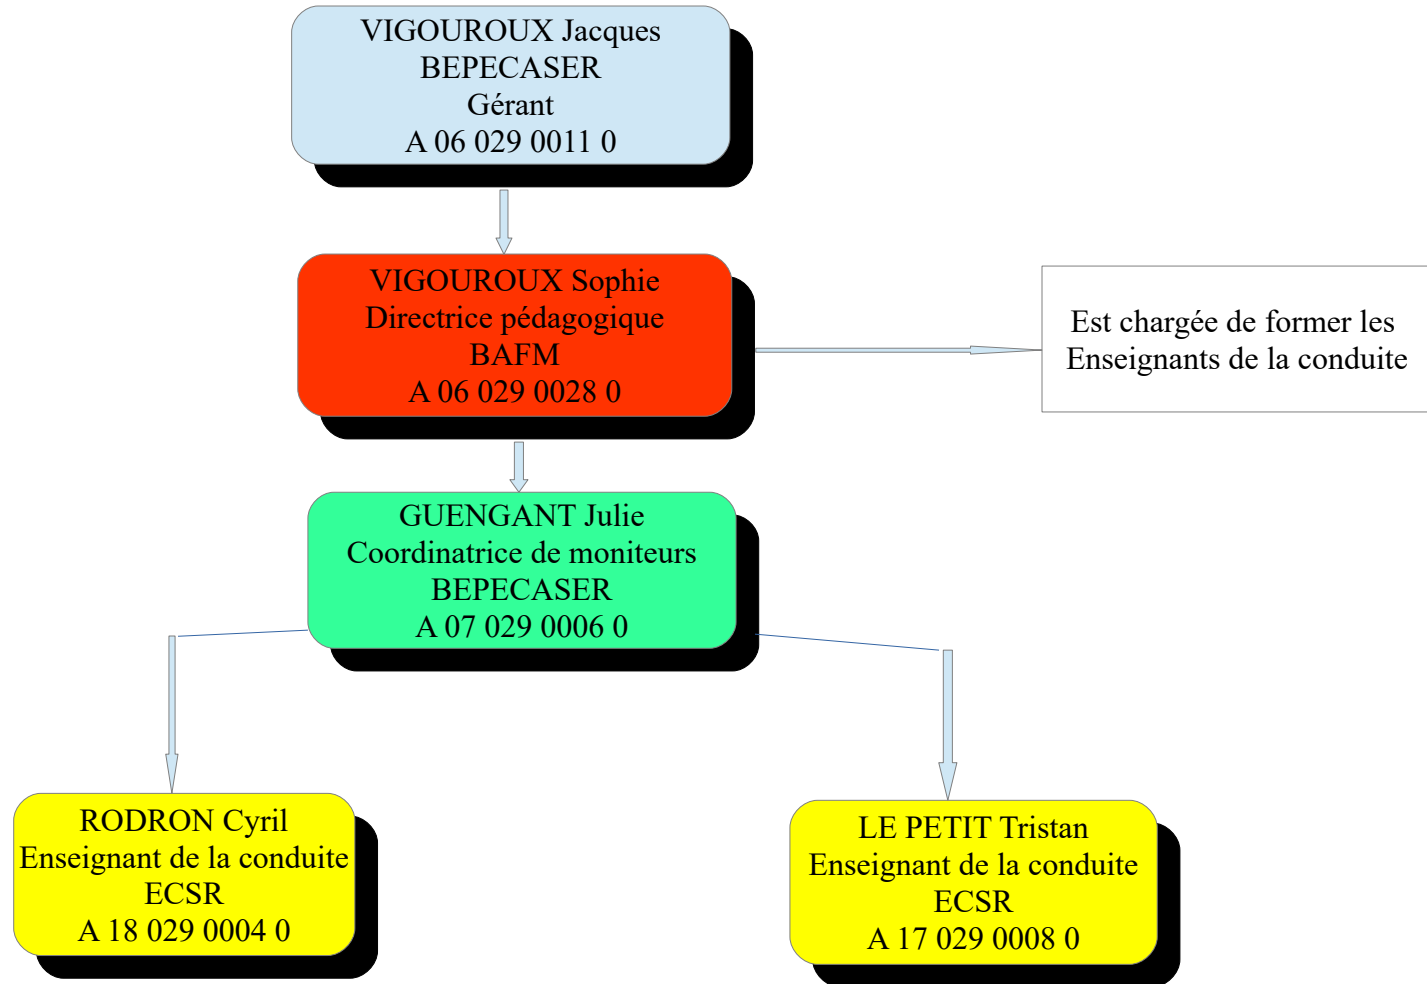 VIGOUROUX Jacques
BEPECASER
Gérant
A 06 029 0011 0
VIGOUROUX Sophie
Directrice pédagogique
BAFM
A 06 029 0028 0
Est chargée de former les
Enseignants de la conduite
GUENGANT Julie
Coordinatrice de moniteurs
BEPECASER
A 07 029 0006 0
RODRON Cyril
Enseignant de la conduite
ECSR
A 18 029 0004 0
LE PETIT Tristan
Enseignant de la conduite
ECSR
A 17 029 0008 0